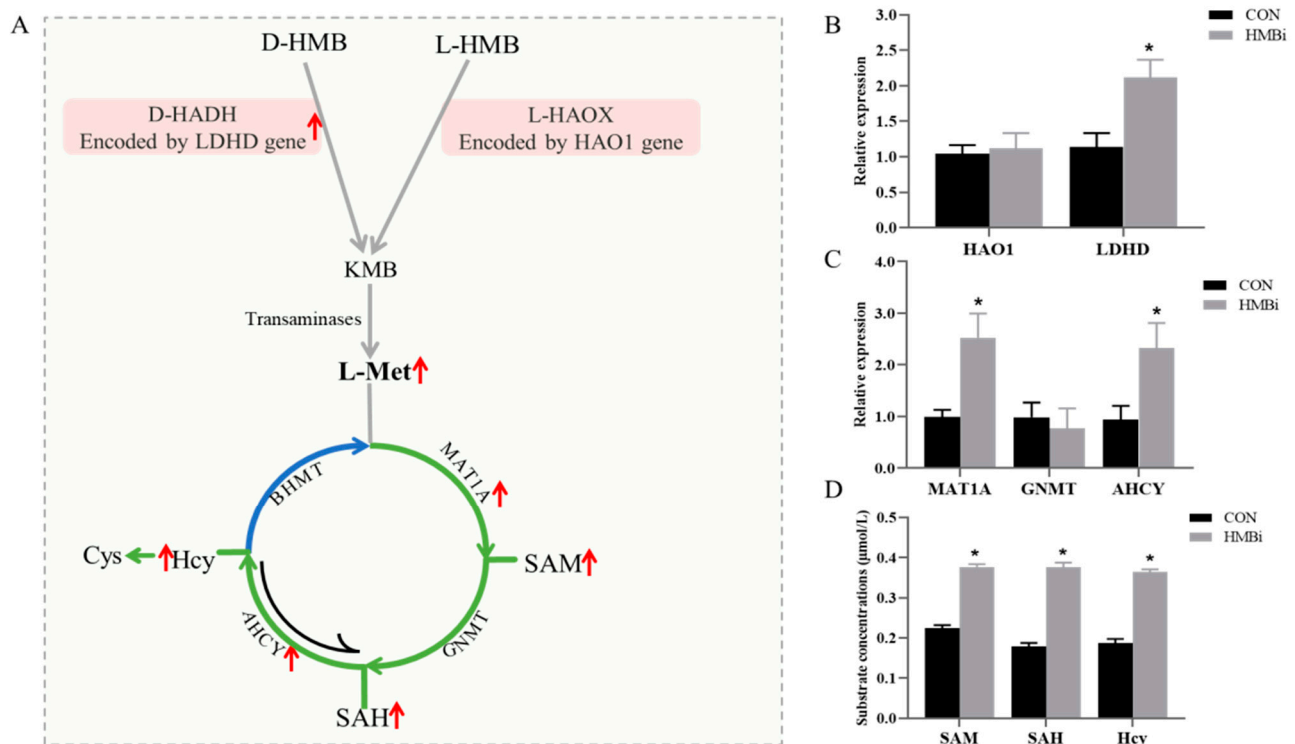 A
D-HMB
L-HMB
D-HADH
Encoded by LDHD gene
L-HAOX
Encoded by HAO1 gene
KMB
Transaminases
L-Met
BHMT
MAT1A
Cys
Hcy
SAM
AHCY
GNMT
SAH
B
3.0
2.5
2.0
1.5
1.0
0.5
0.0
Relative expression
*
CON
HMBi
HAO1 LDHD
C
4.0
3.0
2.0
1.0
0.0
Relative expression
* *
CON
HMBi
MAT1A GNMT AHCY
D
0.5
0.4
0.3
0.2
0.1
0.0
Substrate concentrations (μmol/L)
* * *
CON
HMBi
SAM SAH Hcy